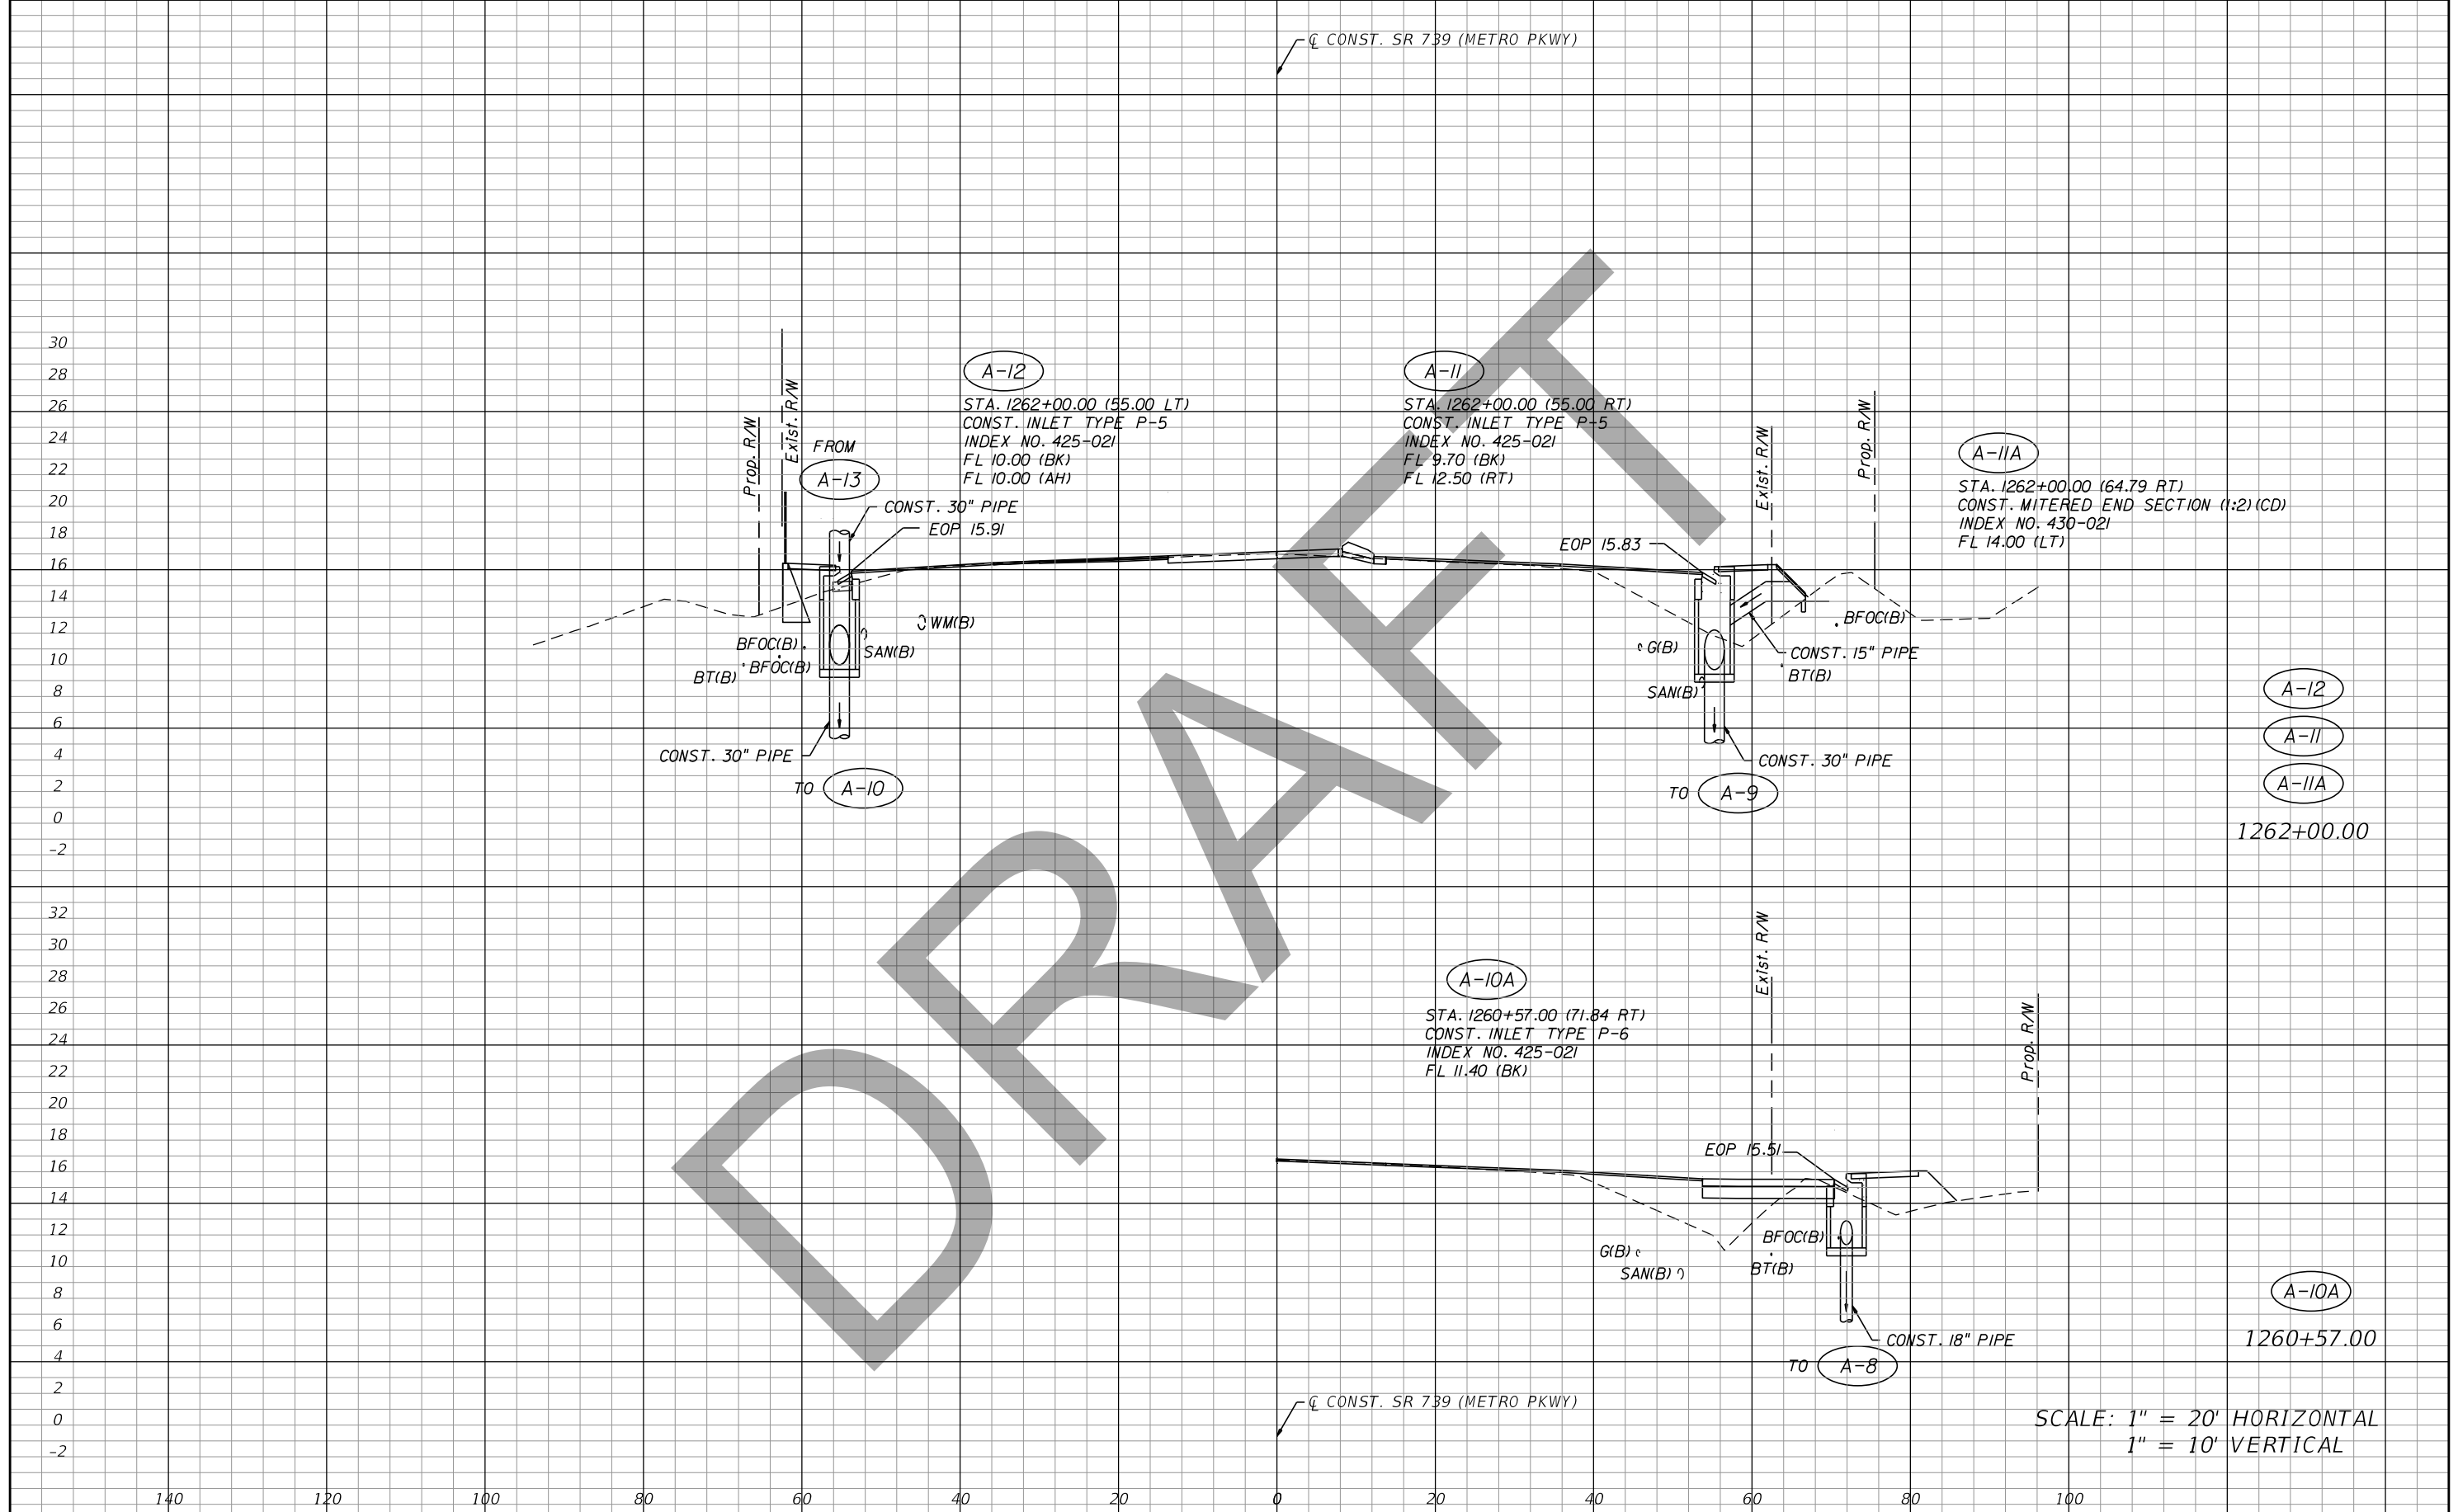 ℄ CONST. SR 739 (METRO PKWY)
30
28
26
24
22
20
18
16
14
12
10
8
6
4
2
0
-2
Prop. R/W
Exist. R/W
FROM
A-13
CONST. 30" PIPE
EOP 15.91
A-12
STA. 1262+00.00 (55.00 LT)
CONST. INLET TYPE P-5
INDEX NO. 425-021
FL 10.00 (BK)
FL 10.00 (AH)
A-11
STA. 1262+00.00 (55.00 RT)
CONST. INLET TYPE P-5
INDEX NO. 425-021
FL 9.70 (BK)
FL 12.50 (RT)
EOP 15.83
Exist. R/W
Prop. R/W
A-11A
STA. 1262+00.00 (64.79 RT)
CONST. MITERED END SECTION (1:2)(CD)
INDEX NO. 430-021
FL 14.00 (LT)
WM(B)
BFOC(B)
SAN(B)
BFOC(B)
BT(B)
CONST. 30" PIPE
TO
A-10
G(B)
SAN(B)
BFOC(B)
CONST. 15" PIPE
BT(B)
CONST. 30" PIPE
TO
A-9
A-12
A-11
A-11A
1262+00.00
DRAFT
32
30
28
26
24
22
20
18
16
14
12
10
8
6
4
2
0
-2
A-10A
STA. 1260+57.00 (71.84 RT)
CONST. INLET TYPE P-6
INDEX NO. 425-021
FL 11.40 (BK)
Exist. R/W
Prop. R/W
EOP 15.51
BFOC(B)
G(B)
SAN(B)
BT(B)
CONST. 18" PIPE
TO
A-8
A-10A
1260+57.00
℄ CONST. SR 739 (METRO PKWY)
SCALE: 1" = 20' HORIZONTAL
1" = 10' VERTICAL
140 120 100 80 60 40 20 0 20 40 60 80 100